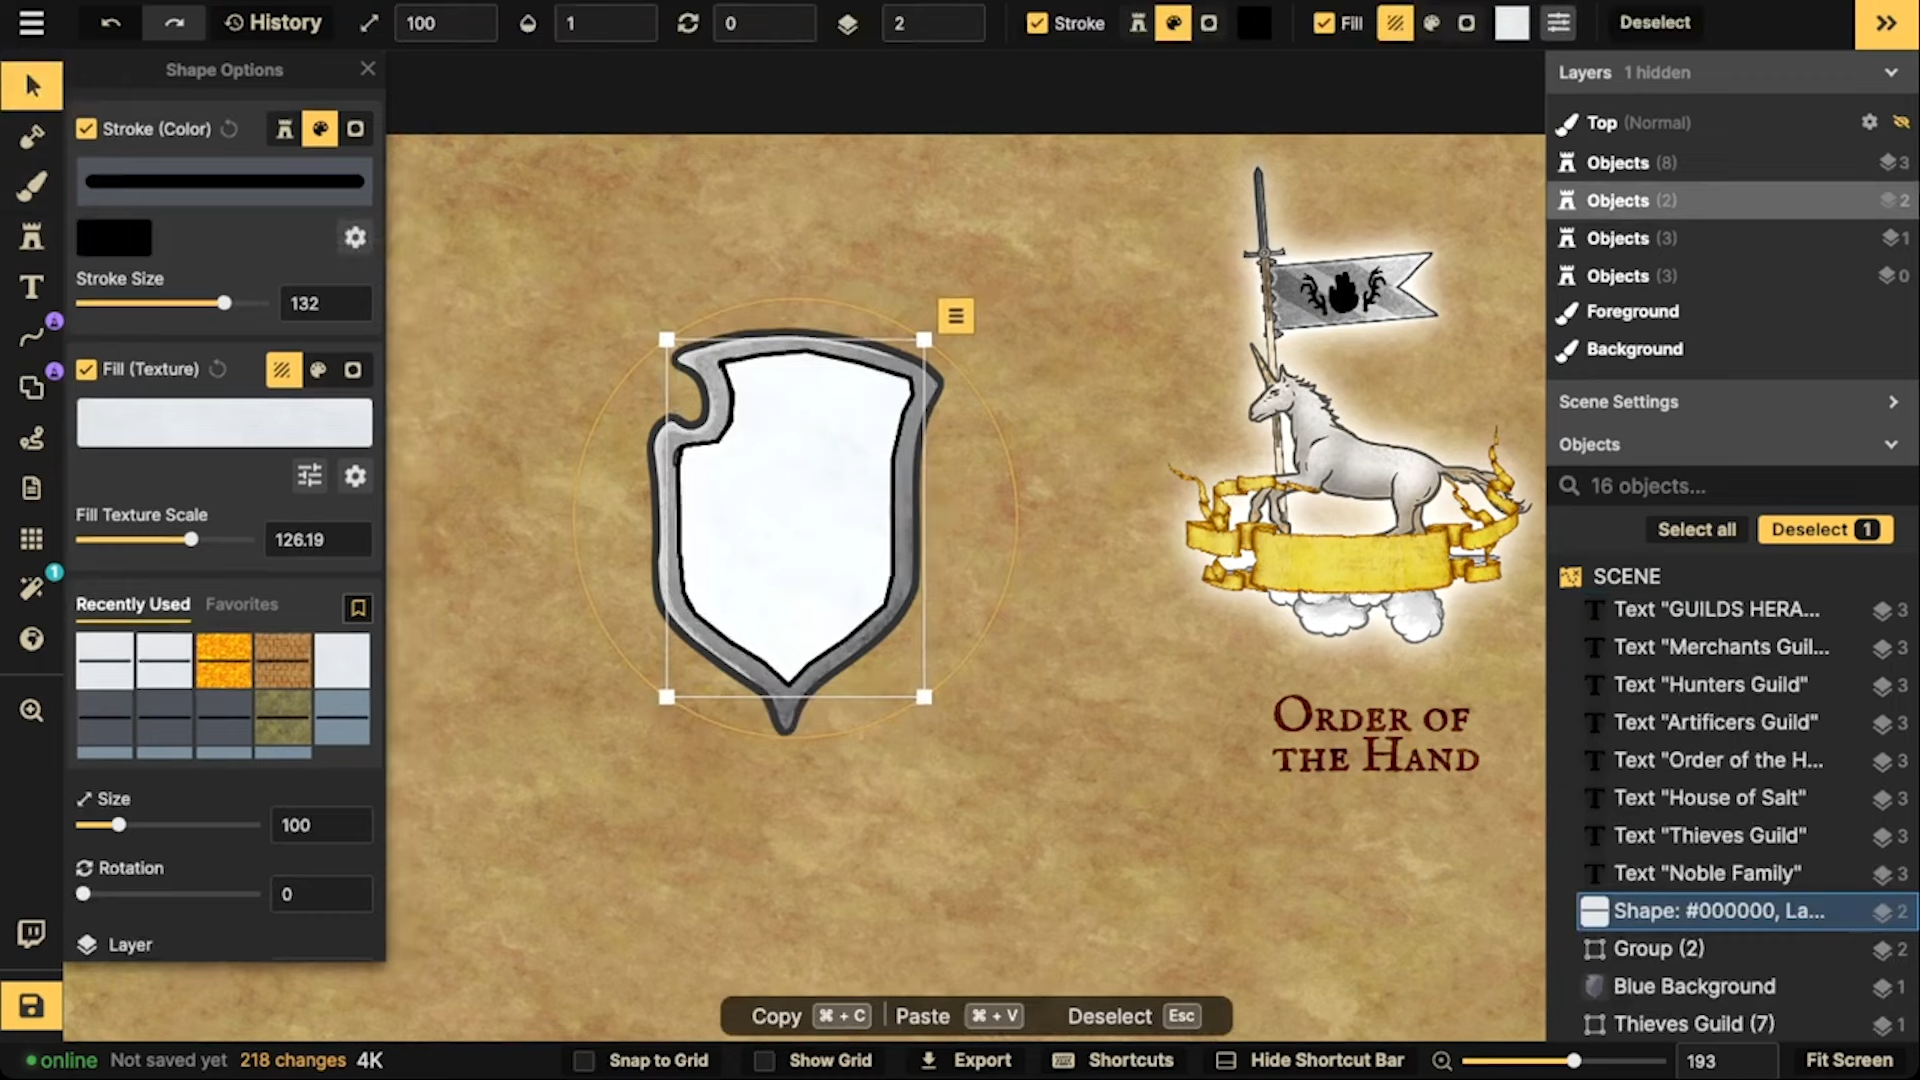 History
100
1
0
2
Stroke
Fill
Deselect
Shape Options
Stroke (Color)
Stroke Size
132
Fill (Texture)
Fill Texture Scale
126.19
Recently Used
Favorites
Size
100
Rotation
0
Layer
ORDER OF
THE HAND
Layers 1 hidden
Top (Normal)
Objects (8) 3
Objects (2) 2
Objects (3) 1
Objects (3) 0
Foreground
Background
Scene Settings
Objects
16 objects...
Select all
Deselect 1
SCENE
Text "GUILDS HERA... 3
Text "Merchants Guil... 3
Text "Hunters Guild" 3
Text "Artificers Guild" 3
Text "Order of the H... 3
Text "House of Salt" 3
Text "Thieves Guild" 3
Text "Noble Family" 3
Shape: #000000, La... 2
Group (2) 2
Blue Background 1
Thieves Guild (7) 1
1
Copy ⌘ + C Paste ⌘ + V Deselect Esc
online Not saved yet 218 changes 4K
Snap to Grid
Show Grid
Export
Shortcuts
Hide Shortcut Bar
193
Fit Screen